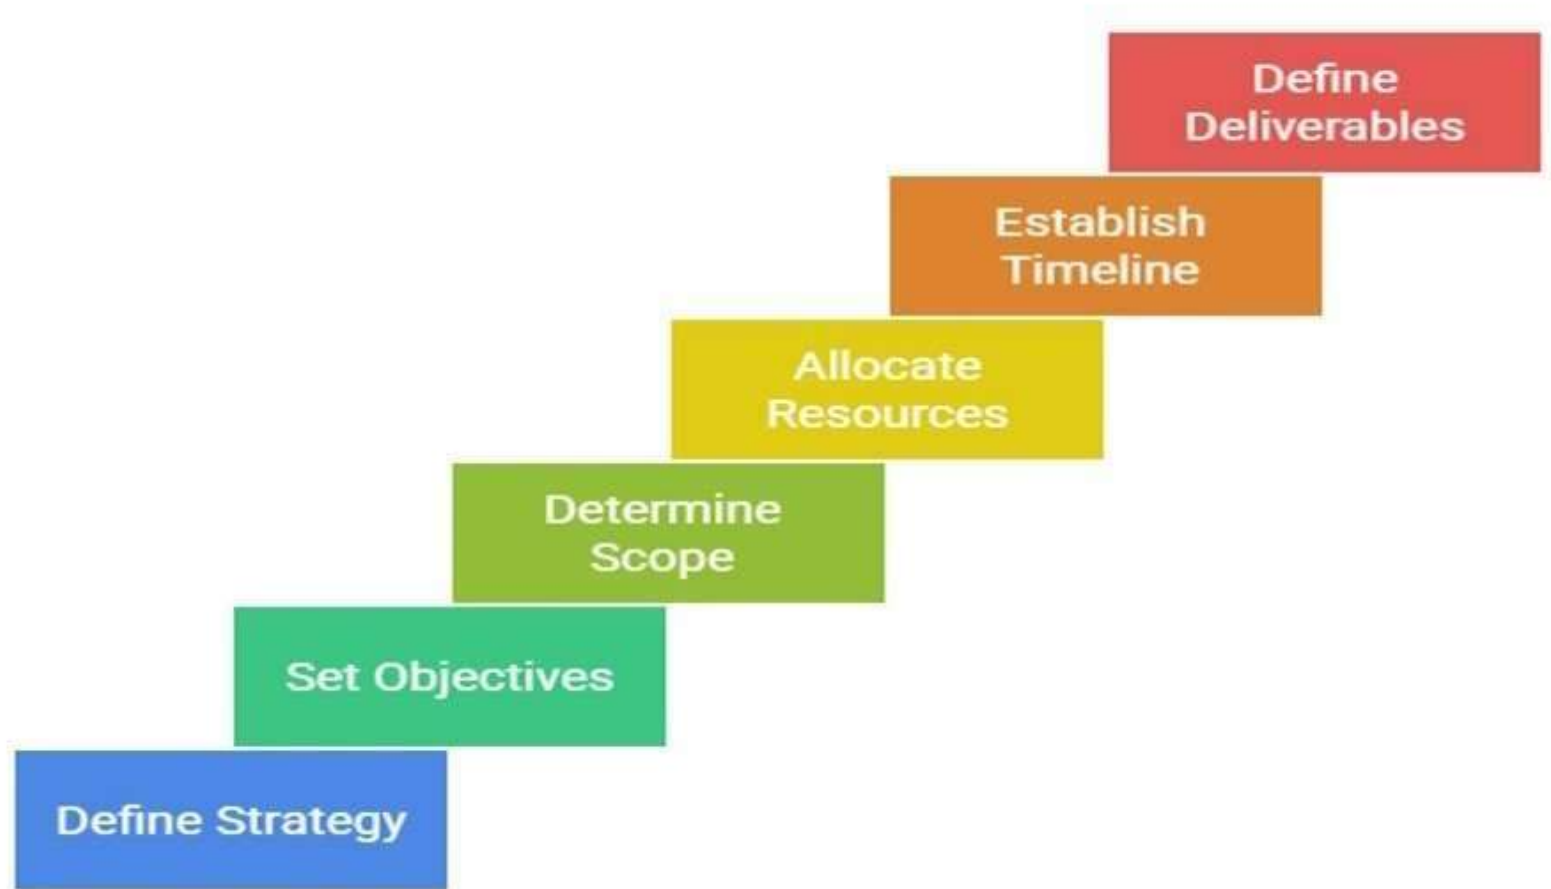 Define
Deliverables
Establish
Timeline
Allocate
Resources
Determine
Scope
Set Objectives
Define Strategy